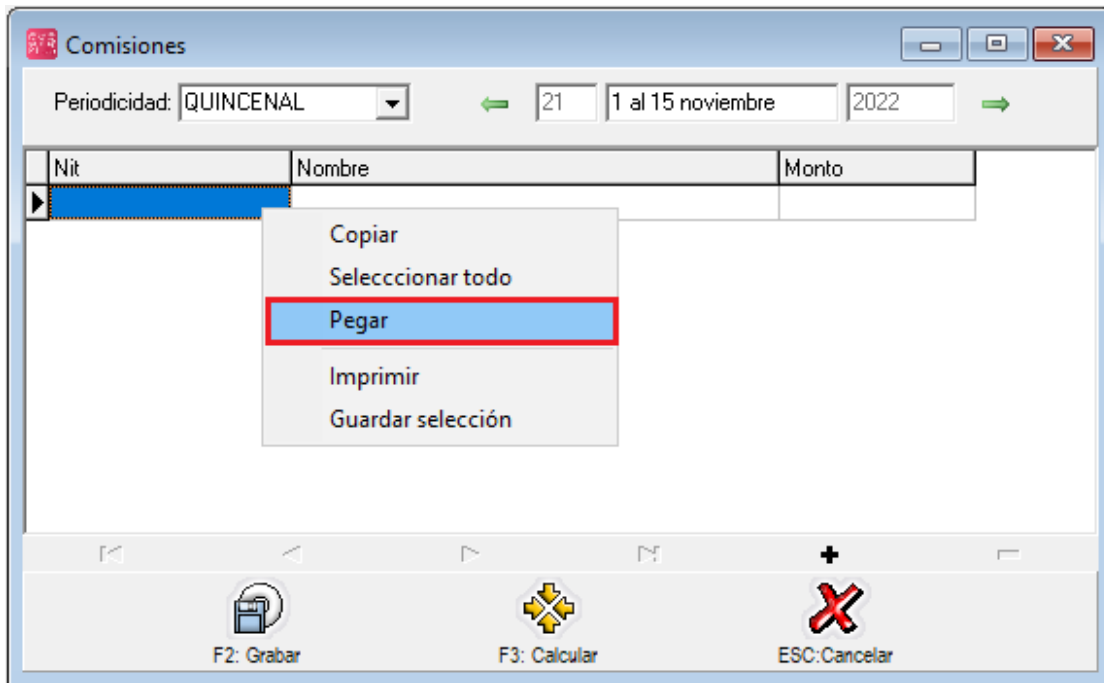 Comisiones
Periodicidad: QUINCENAL 21 1 al 15 noviembre 2022
Nit Nombre Monto
Copiar
Selecccionar todo
Pegar
Imprimir
Guardar selección
F2: Grabar F3: Calcular ESC:Cancelar